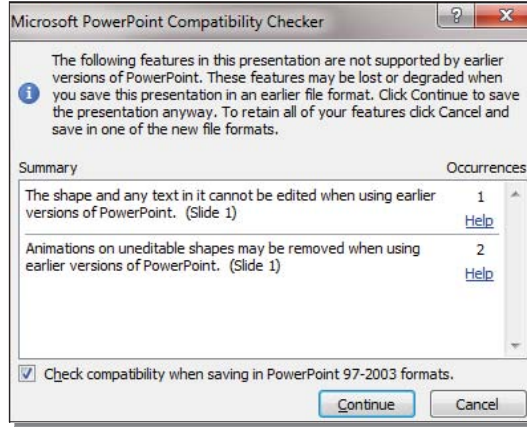 Microsoft PowerPoint Compatibility Checker
The following features in this presentation are not supported by earlier
versions of PowerPoint. These features may be lost or degraded when
you save this presentation in an earlier file format. Click Continue to save
the presentation anyway. To retain all of your features click Cancel and
save in one of the new file formats.
Summary Occurrences
The shape and any text in it cannot be edited when using earlier 1
versions of PowerPoint. (Slide 1) Help
Animations on uneditable shapes may be removed when using 2
earlier versions of PowerPoint. (Slide 1) Help
Check compatibility when saving in PowerPoint 97-2003 formats.
Continue Cancel